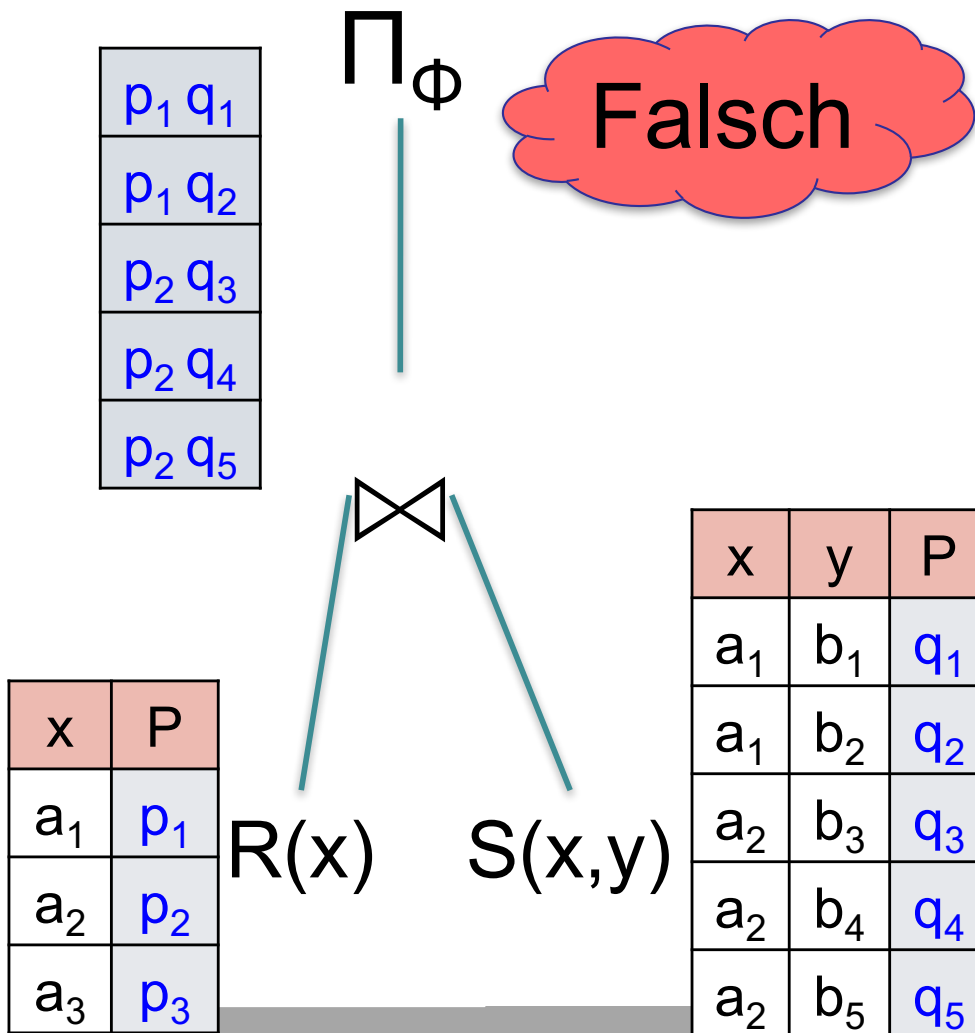 Π_Φ
Falsch
p₁ q₁
p₁ q₂
p₂ q₃
p₂ q₄
p₂ q₅
⋈
x y P
a₁ b₁ q₁
a₁ b₂ q₂
a₂ b₃ q₃
a₂ b₄ q₄
a₂ b₅ q₅
x P
a₁ p₁
a₂ p₂
a₃ p₃
R(x) S(x,y)